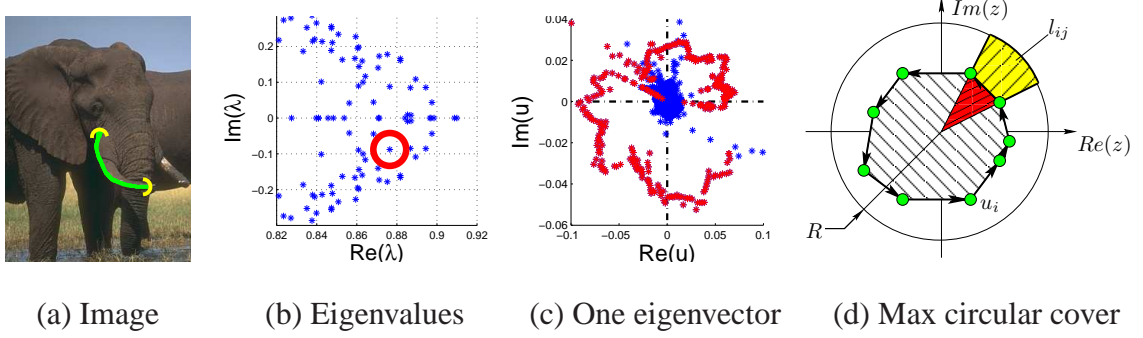 0.2
0.1
0
−0.1
−0.2
0.82 0.84 0.86 0.88 0.9 0.92
Im(λ)
Re(λ)
0.04
0.02
0
−0.02
−0.04
−0.06
−0.1 −0.05 0 0.05 0.1
Im(u)
Re(u)
Im(z)
l_{ij}
Re(z)
u_i
R
(a) Image
(b) Eigenvalues
(c) One eigenvector
(d) Max circular cover